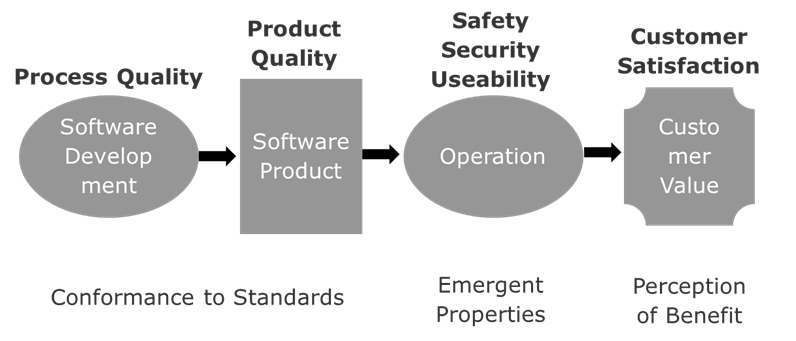 Process Quality
Product
Quality
Safety
Security
Useability
Customer
Satisfaction
Software
Develop
ment
Software
Product
Operation
Custo
mer
Value
Conformance to Standards
Emergent
Properties
Perception
of Benefit